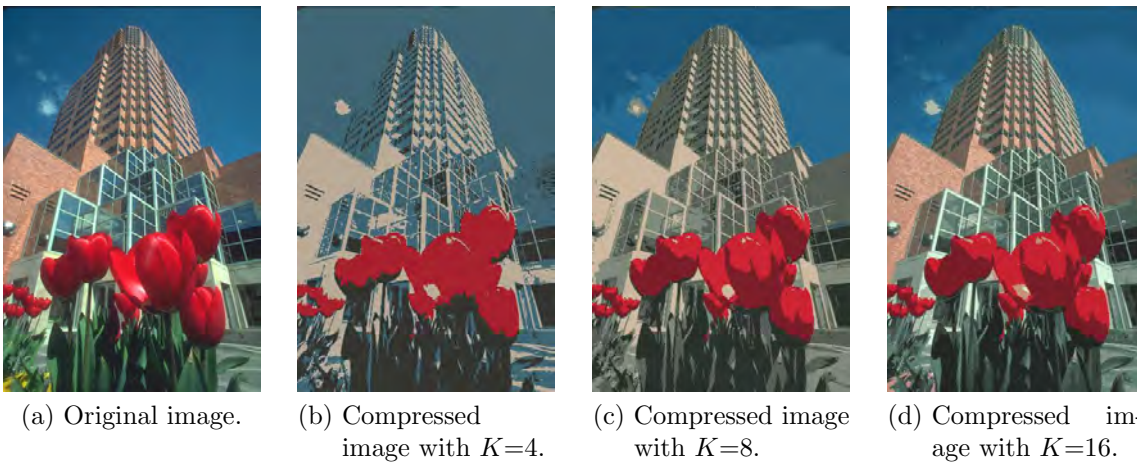 (a) Original image.
(b) Compressed
image with K=4.
(c) Compressed image
with K=8.
(d) Compressed im-
age with K=16.